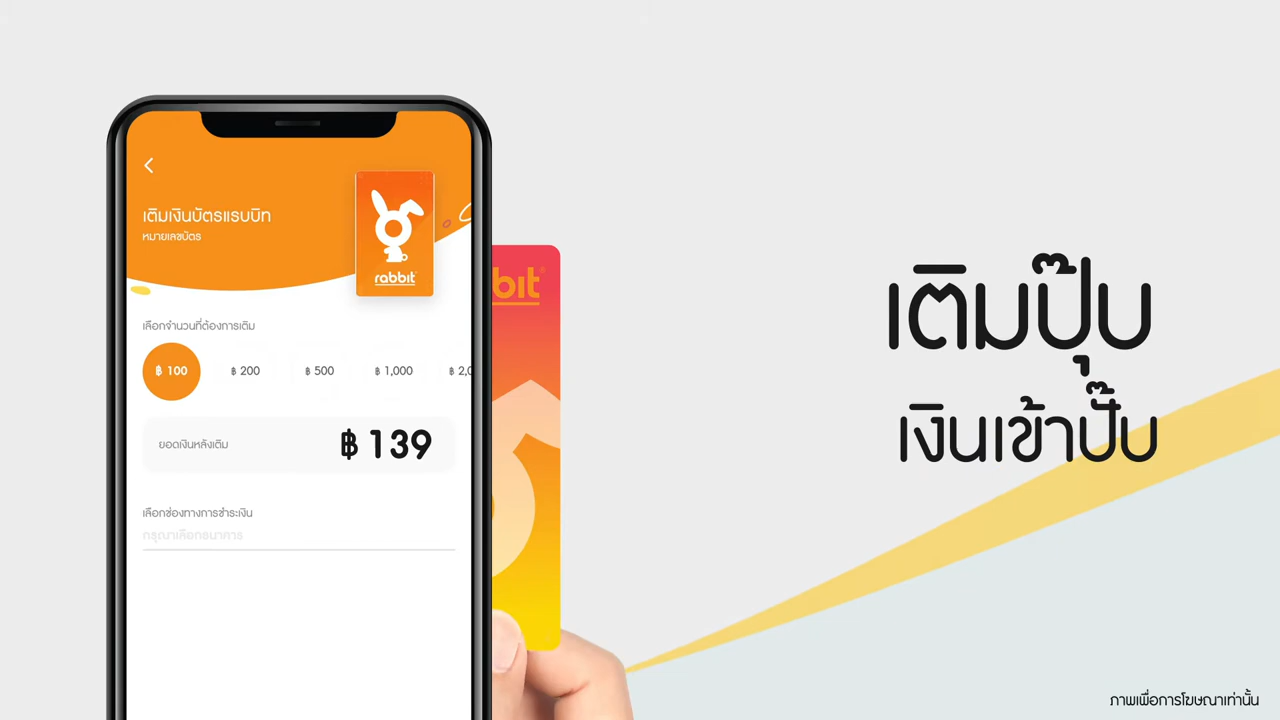 เติมเงินบัตรแรบบิท
หมายเลขบัตร
rabbit
เลือกจำนวนที่ต้องการเติม
฿ 100
฿ 200
฿ 500
฿ 1,000
฿ 2,0
ยอดเงินหลังเติม
฿ 139
เลือกช่องทางการชำระเงิน
กรุณาเลือกธนาคาร
bbit
เติมปุ๊บ
เงินเข้าปั๊บ
ภาพเพื่อการโฆษณาเท่านั้น